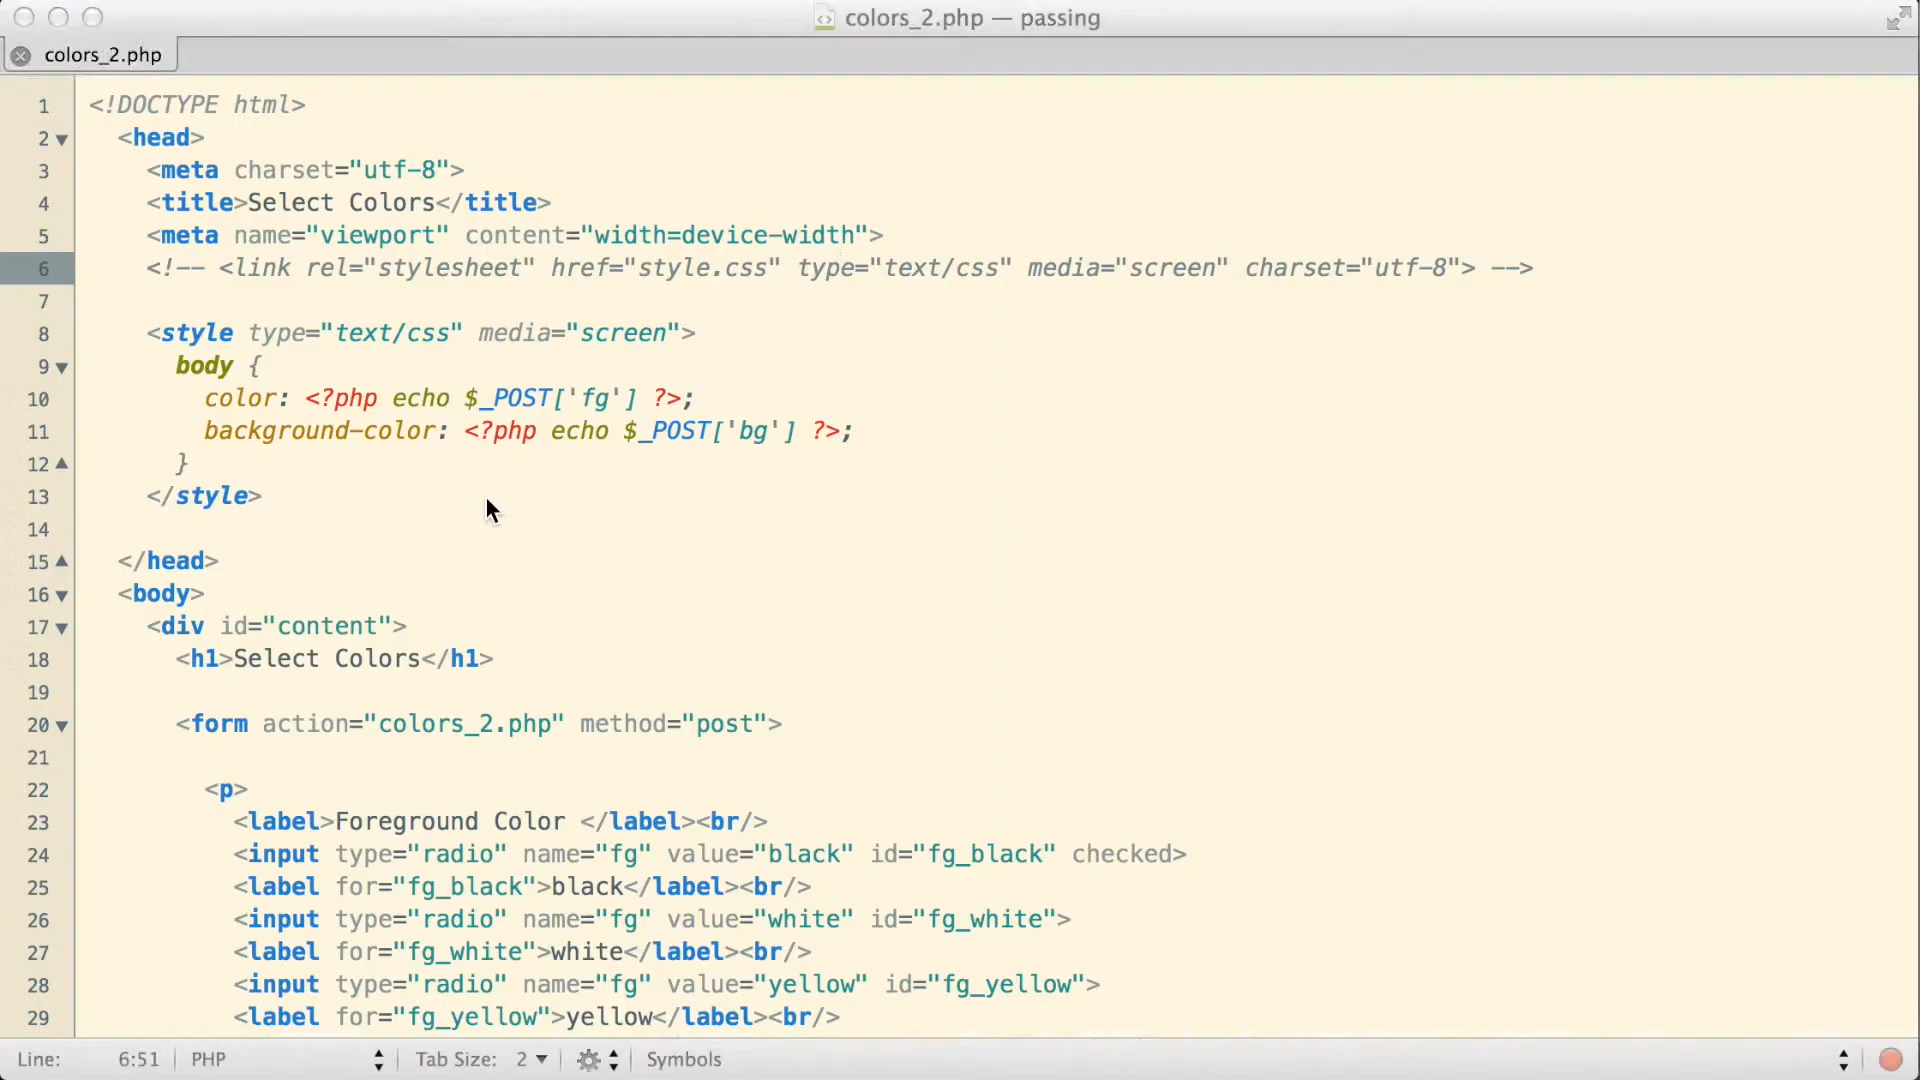 colors_2.php — passing
colors_2.php
1 <!DOCTYPE html>
2 <head>
3 <meta charset="utf-8">
4 <title>Select Colors</title>
5 <meta name="viewport" content="width=device-width">
6 <!-- <link rel="stylesheet" href="style.css" type="text/css" media="screen" charset="utf-8"> -->
7
8 <style type="text/css" media="screen">
9 body {
10 color: <?php echo $_POST['fg'] ?>;
11 background-color: <?php echo $_POST['bg'] ?>;
12 }
13 </style>
14
15 </head>
16 <body>
17 <div id="content">
18 <h1>Select Colors</h1>
19
20 <form action="colors_2.php" method="post">
21
22 <p>
23 <label>Foreground Color </label><br/>
24 <input type="radio" name="fg" value="black" id="fg_black" checked>
25 <label for="fg_black">black</label><br/>
26 <input type="radio" name="fg" value="white" id="fg_white">
27 <label for="fg_white">white</label><br/>
28 <input type="radio" name="fg" value="yellow" id="fg_yellow">
29 <label for="fg_yellow">yellow</label><br/>
Line: 6:51 PHP Tab Size: 2 Symbols